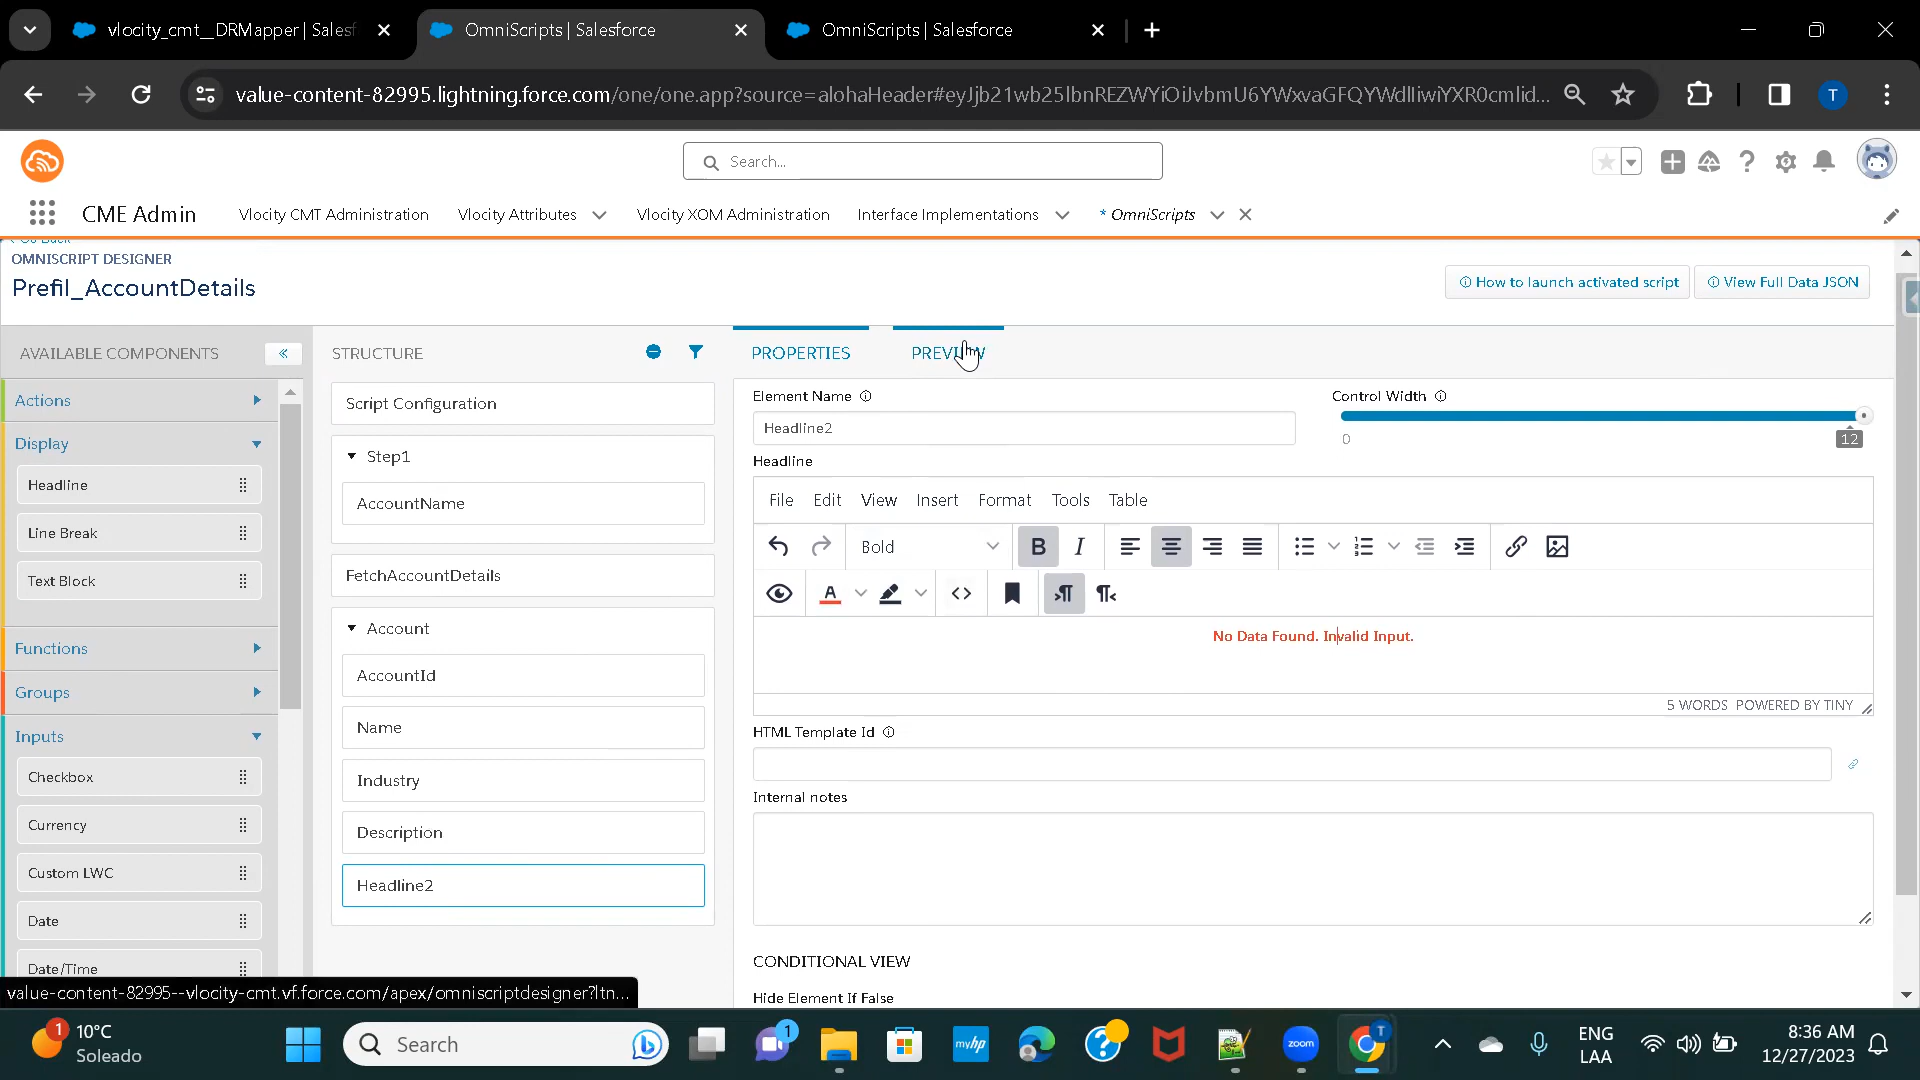 vlocity_cmt__DRMapper | Salesf
OmniScripts | Salesforce
OmniScripts | Salesforce
value-content-82995.lightning.force.com/one/one.app?source=alohaHeader#eyJjb21wb25lbnREZWYiOiJvbmU6YWxvaGFQYWdlIiwiYXR0cmlid...
T
Search...
CME Admin
Vlocity CMT Administration
Vlocity Attributes
Vlocity XOM Administration
Interface Implementations
* OmniScripts
OMNISCRIPT DESIGNER
Prefil_AccountDetails
How to launch activated script
View Full Data JSON
AVAILABLE COMPONENTS
STRUCTURE
PROPERTIES
PREVIEW
Actions
Display
Headline
Line Break
Text Block
Functions
Groups
Inputs
Checkbox
Currency
Custom LWC
Date
Date/Time
Script Configuration
Step1
AccountName
FetchAccountDetails
Account
AccountId
Name
Industry
Description
Headline2
Element Name
Headline2
Control Width
0
12
Headline
File Edit View Insert Format Tools Table
Bold
B I
A
No Data Found. Invalid Input.
5 WORDS POWERED BY TINY
HTML Template Id
Internal notes
CONDITIONAL VIEW
Hide Element If False
value-content-82995--vlocity-cmt.vf.force.com/apex/omniscriptdesigner?ltn...
1
10°C
Soleado
Search
1
myhp
zoom
T
ENG
LAA
8:36 AM
12/27/2023